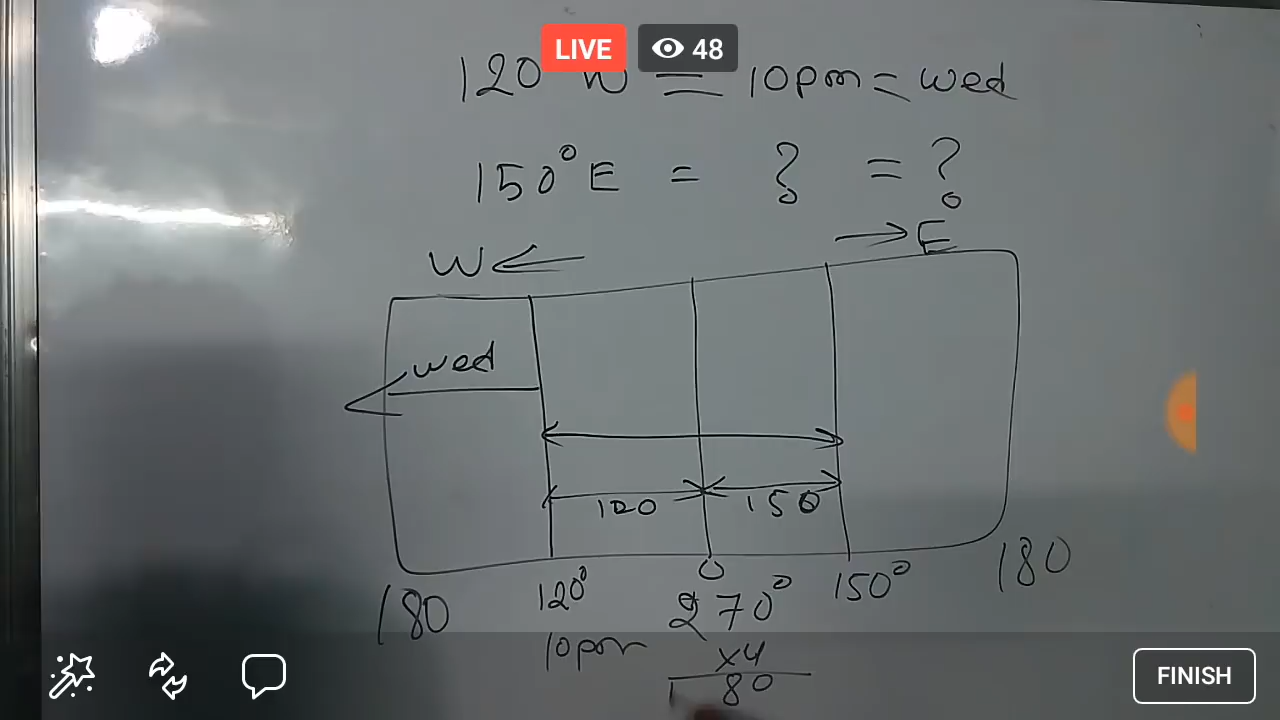 LIVE 48
120 W = 10pm = wed
150° E = ? = ?
W → E
wed
120 150
180 120° 0 150° 180
270°
10pm x4
1 80
FINISH